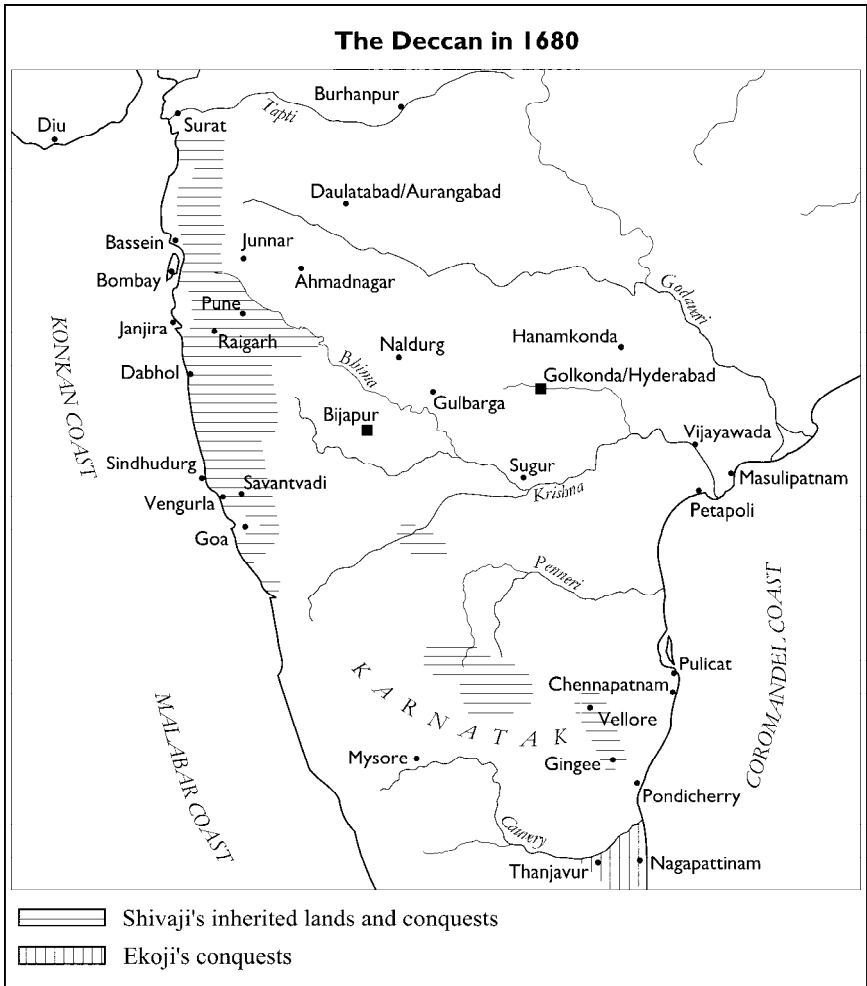 The Deccan in 1680
Burhanpur
Tapti
Diu
Surat
Daulatabad/Aurangabad
Bassein
Junnar
Bombay
Ahmadnagar
Godavari
Pune
Janjira
Raigarh
Naldurg
Hanamkonda
KONKAN COAST
Bhima
Dabhol
Golkonda/Hyderabad
Gulbarga
Bijapur
Vijayawada
Sindhudurg
Savantvadi
Sugur
Masulipatnam
Vengurla
Krishna
Petapoli
Goa
Penneri
COROMANDEL COAST
Pulicat
KARNATAK
Chennapatnam
Vellore
MALABAR COAST
Mysore
Gingee
Pondicherry
Cauvery
Thanjavur
Nagapattinam
Shivaji's inherited lands and conquests
Ekoji's conquests